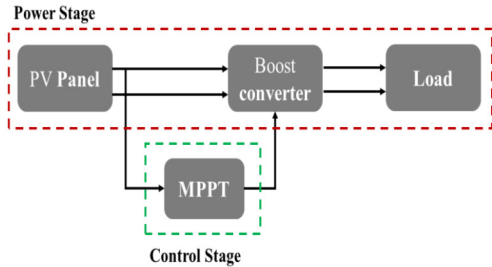 Power Stage
PV Panel
Boost
converter
Load
MPPT
Control Stage